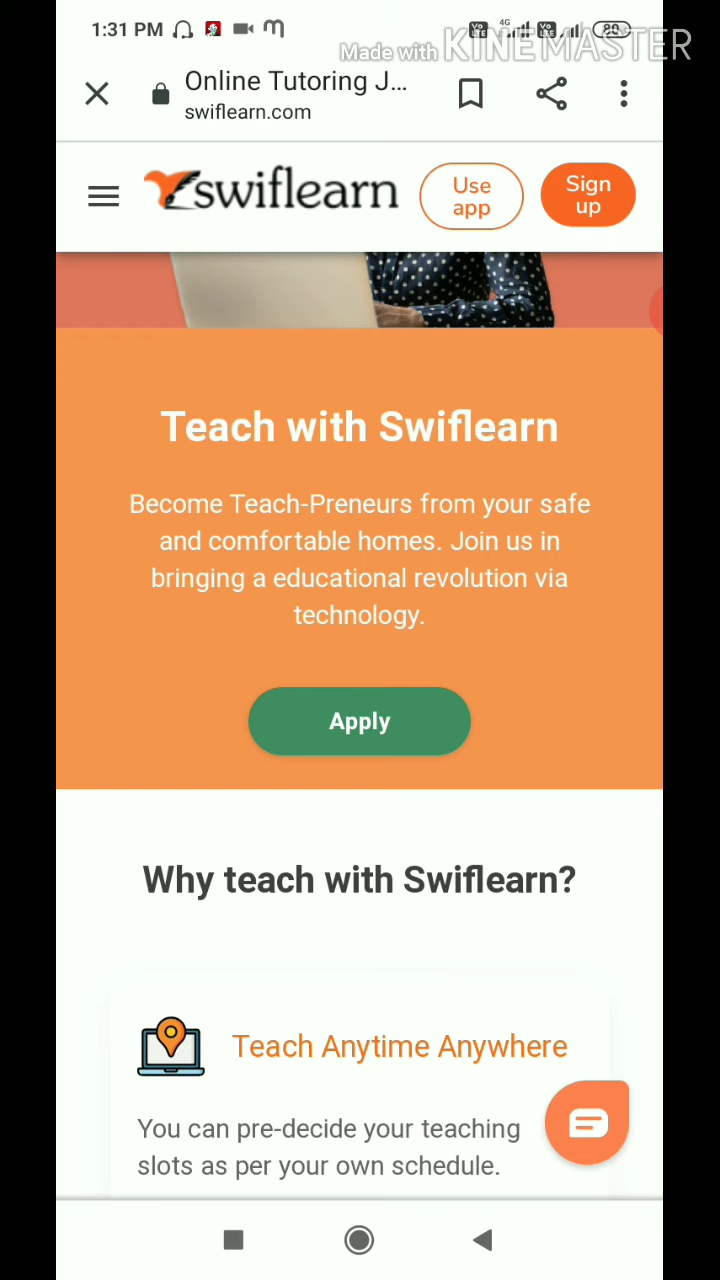 1:31 PM
4G
80
Made with KINEMASTER
Online Tutoring J...
swiflearn.com
swiflearn
Use app
Sign up
Teach with Swiflearn
Become Teach-Preneurs from your safe
and comfortable homes. Join us in
bringing a educational revolution via
technology.
Apply
Why teach with Swiflearn?
Teach Anytime Anywhere
You can pre-decide your teaching
slots as per your own schedule.